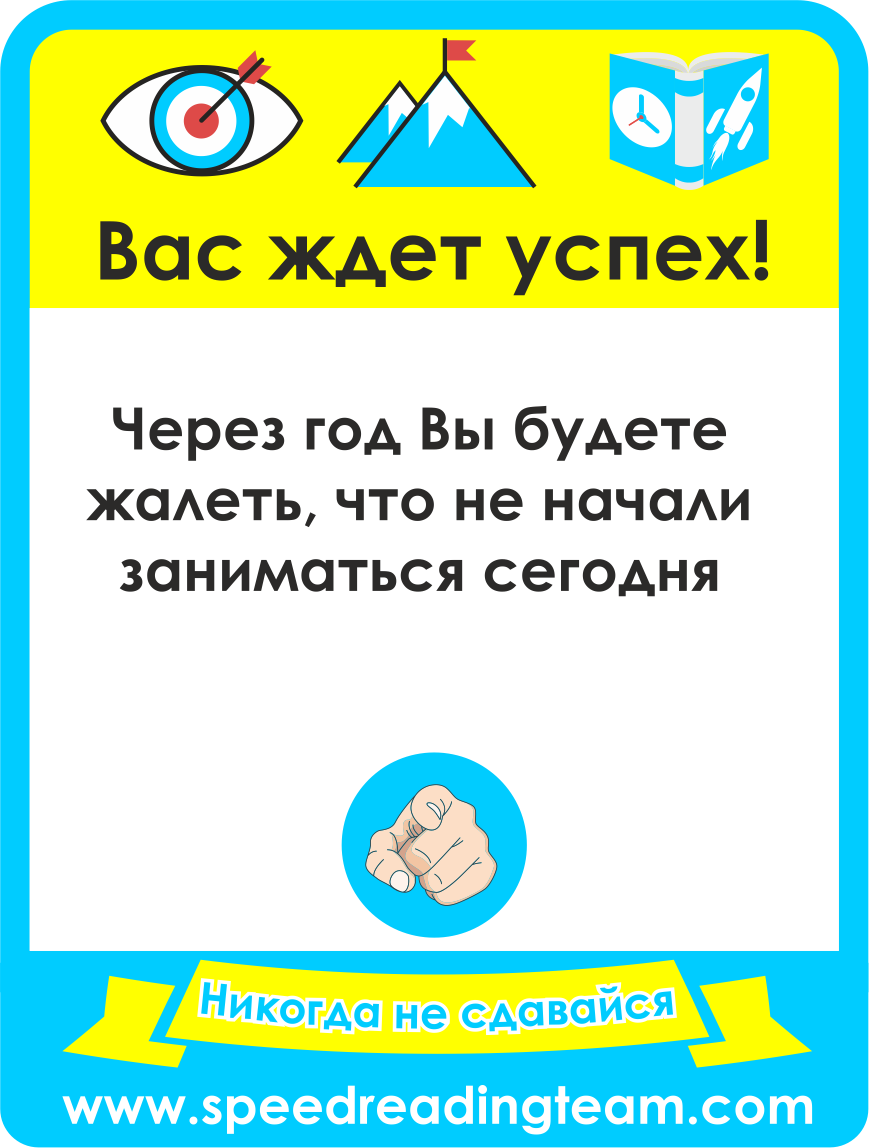 Вас ждет успех!
Через год Вы будете
жалеть, что не начали
заниматься сегодня
Никогда не сдавайся
www.speedreadingteam.com